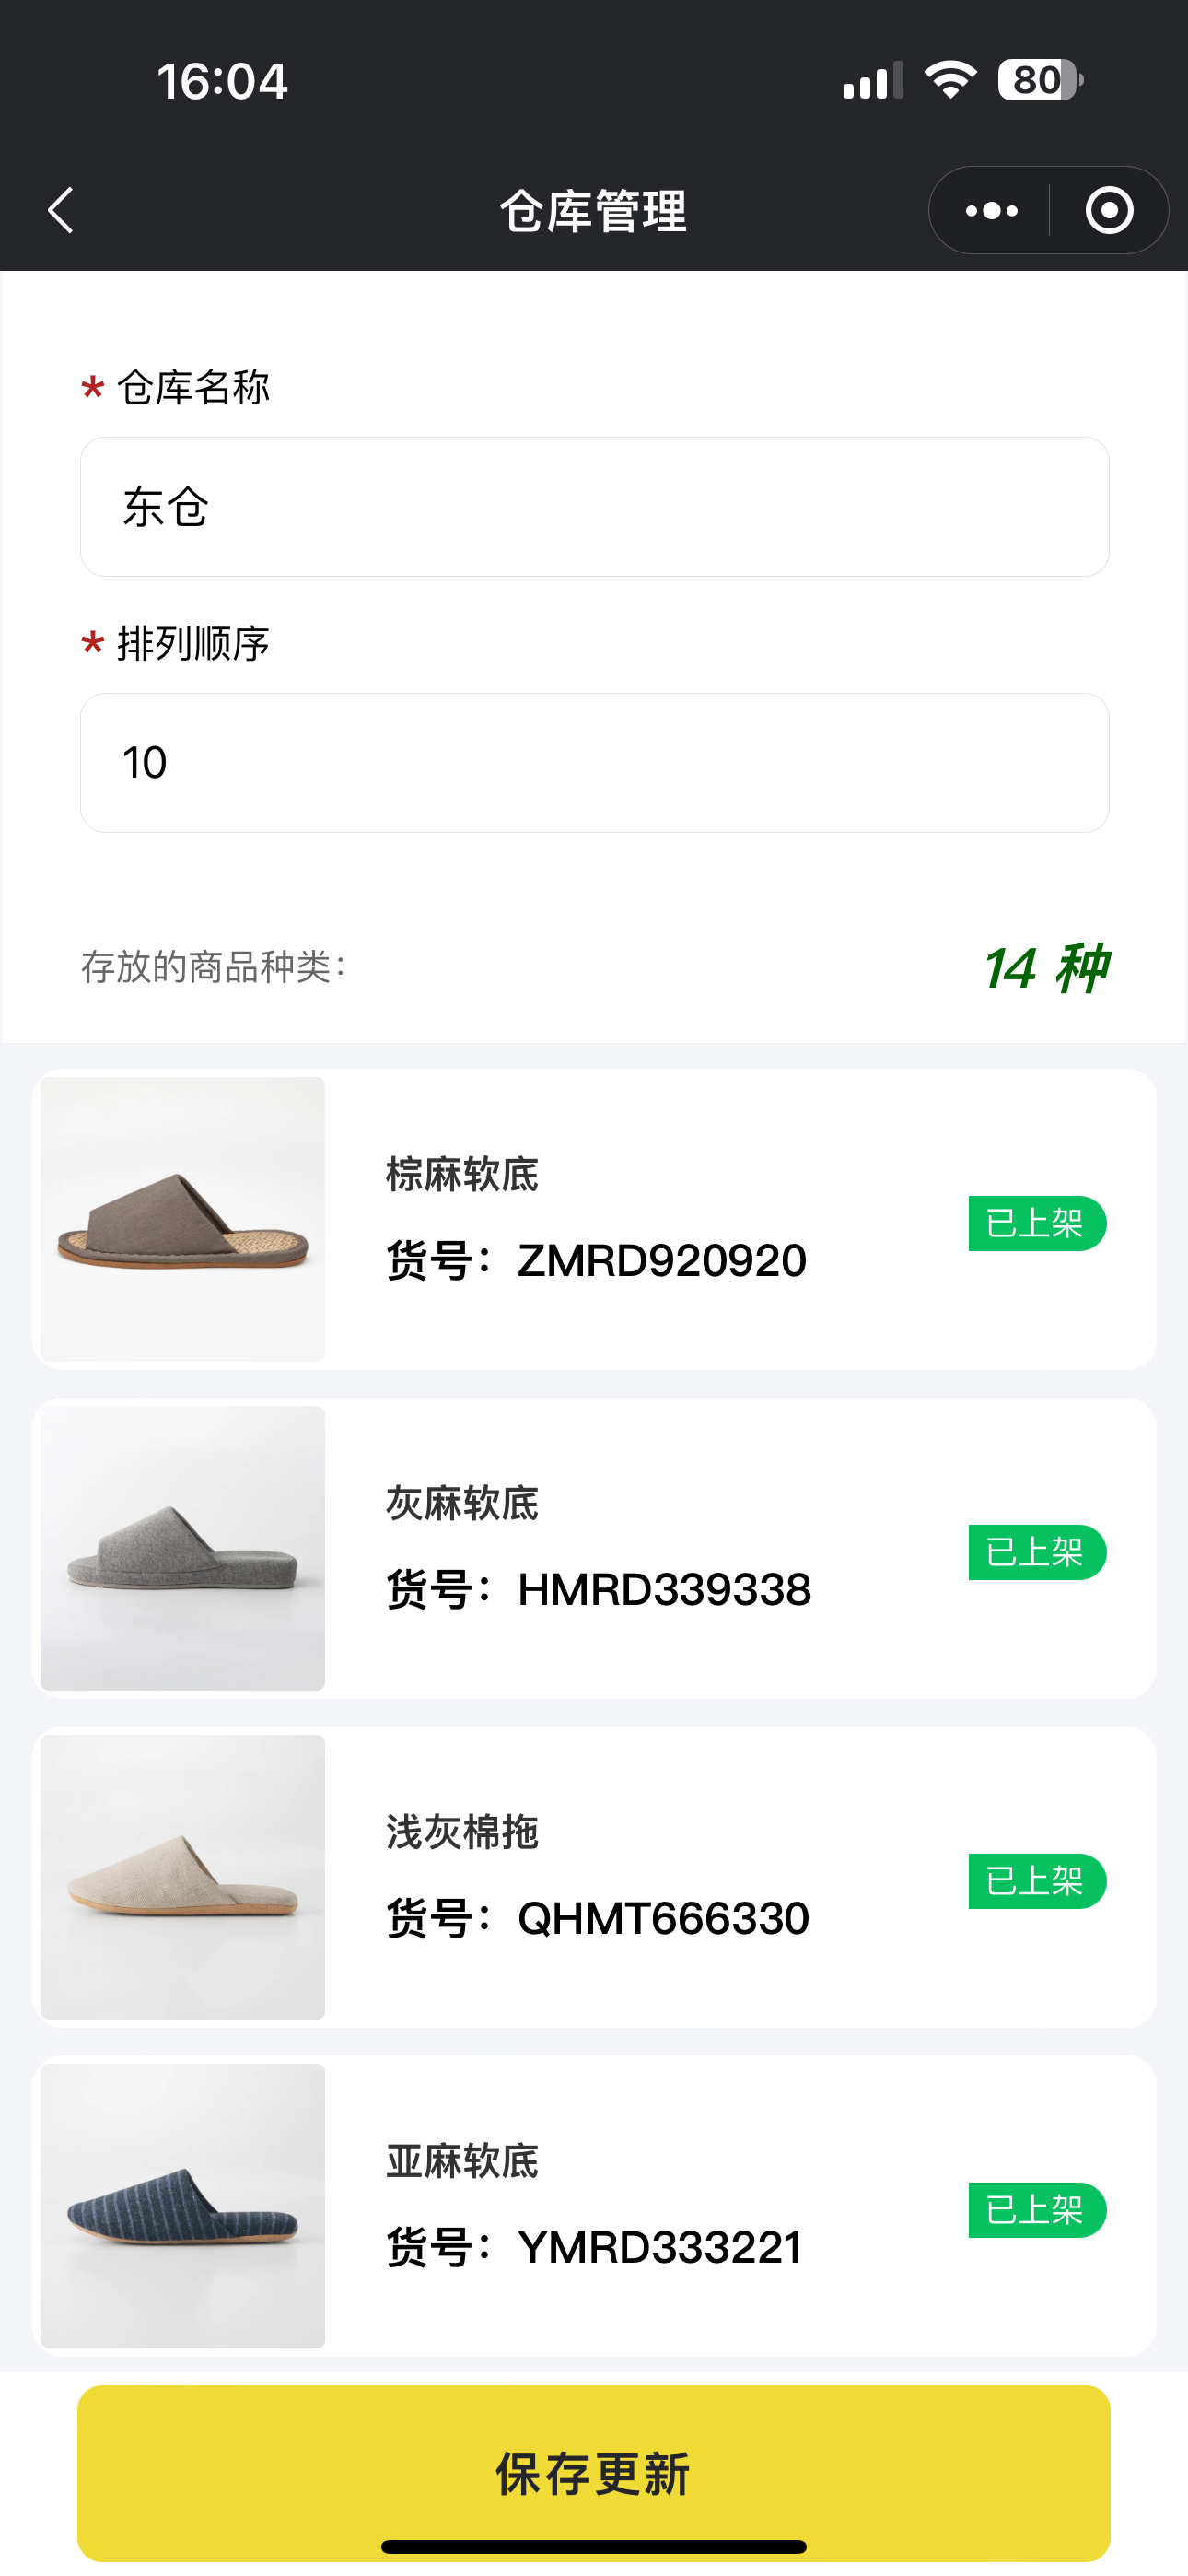 16:04
80
仓库管理
* 仓库名称
东仓
* 排列顺序
10
存放的商品种类：
14 种
棕麻软底
货号：ZMRD920920
已上架
灰麻软底
货号：HMRD339338
已上架
浅灰棉拖
货号：QHMT666330
已上架
亚麻软底
货号：YMRD333221
已上架
保存更新